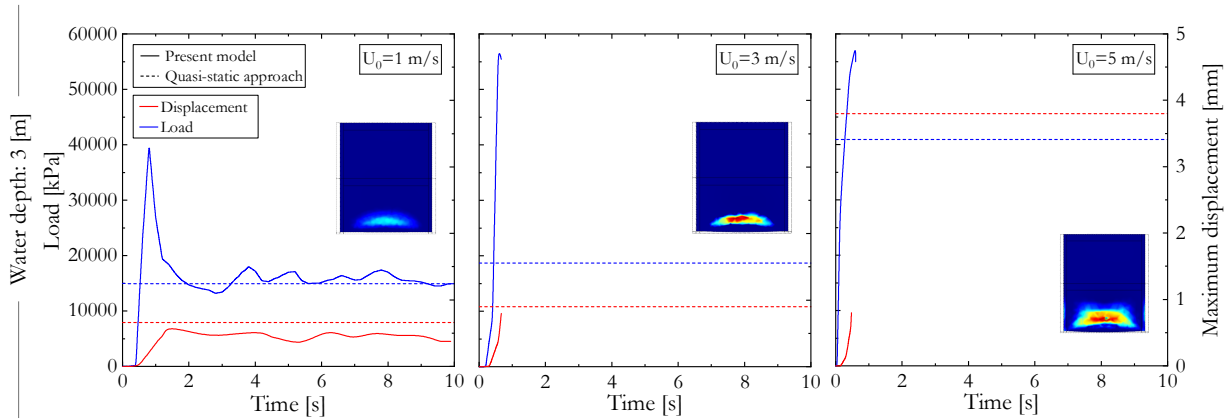 Water depth: 3 [m]
Load [kPa]
60000
50000
40000
30000
20000
10000
0
Present model
Quasi-static approach
Displacement
Load
U₀=1 m/s
0 2 4 6 8 10
Time [s]
U₀=3 m/s
2 4 6 8 10
Time [s]
U₀=5 m/s
0 2 4 6 8 10
Time [s]
5
4
3
2
1
0
Maximum displacement [mm]